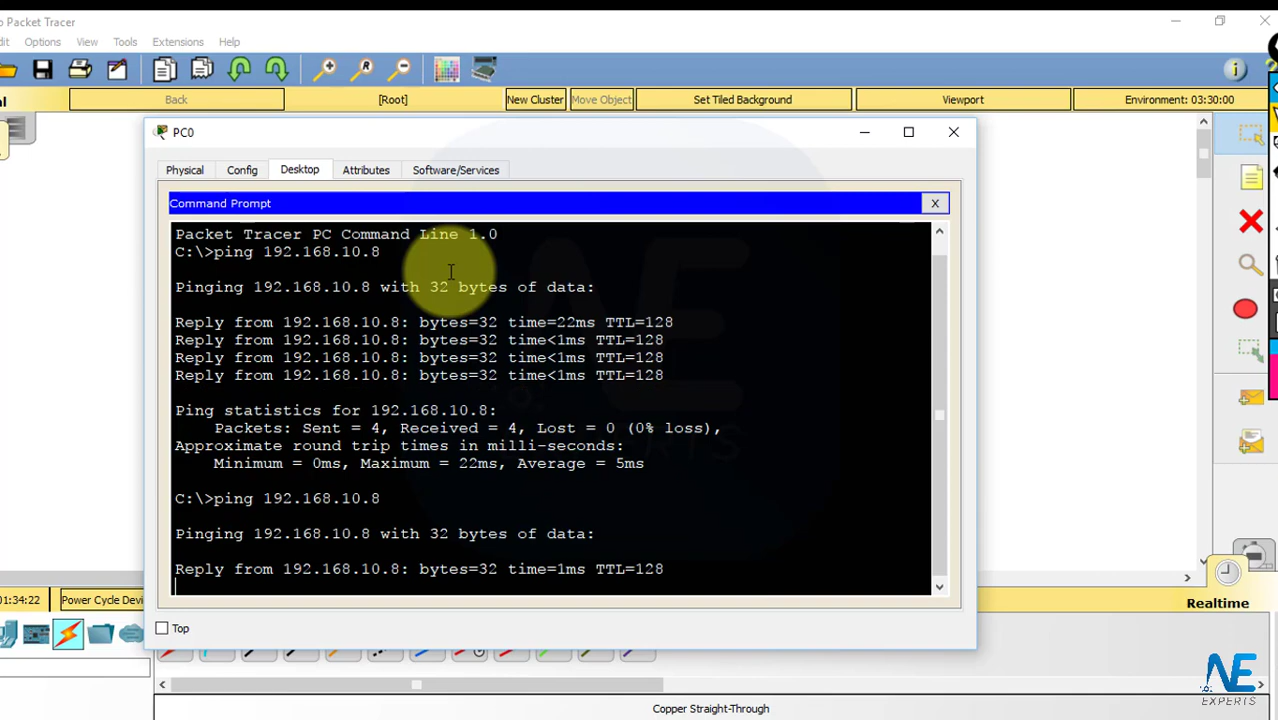 o Packet Tracer
dit Options View Tools Extensions Help
al Back [Root] New Cluster Move Object Set Tiled Background Viewport Environment: 03:30:00
PC0
Physical Config Desktop Attributes Software/Services
Command Prompt X
Packet Tracer PC Command Line 1.0
C:\>ping 192.168.10.8
Pinging 192.168.10.8 with 32 bytes of data:
Reply from 192.168.10.8: bytes=32 time=22ms TTL=128
Reply from 192.168.10.8: bytes=32 time<1ms TTL=128
Reply from 192.168.10.8: bytes=32 time<1ms TTL=128
Reply from 192.168.10.8: bytes=32 time<1ms TTL=128
Ping statistics for 192.168.10.8:
Packets: Sent = 4, Received = 4, Lost = 0 (0% loss),
Approximate round trip times in milli-seconds:
Minimum = 0ms, Maximum = 22ms, Average = 5ms
C:\>ping 192.168.10.8
Pinging 192.168.10.8 with 32 bytes of data:
Reply from 192.168.10.8: bytes=32 time=1ms TTL=128
01:34:22 Power Cycle Devi
Realtime
Top
NE
EXPERTS
Copper Straight-Through